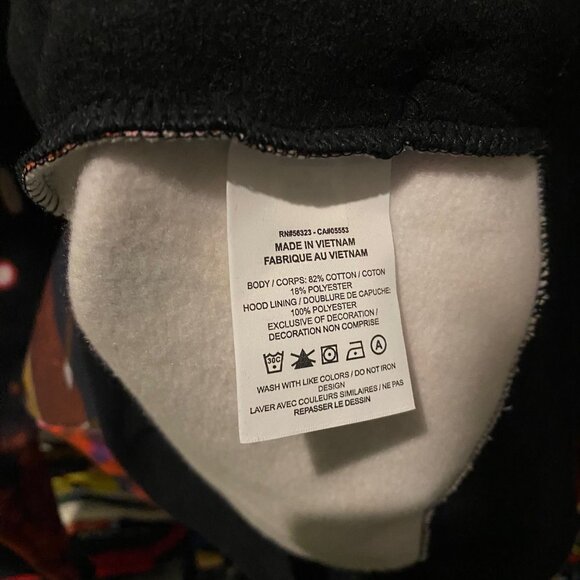 RN#56323 - CA#05553
MADE IN VIETNAM
FABRIQUE AU VIETNAM
BODY / CORPS: 82% COTTON / COTON
18% POLYESTER
HOOD LINING / DOUBLURE DE CAPUCHE:
100% POLYESTER
EXCLUSIVE OF DECORATION /
DECORATION NON COMPRISE
30C
A
WASH WITH LIKE COLORS / DO NOT IRON
DESIGN
LAVER AVEC COULEURS SIMILAIRES / NE PAS
REPASSER LE DESSIN